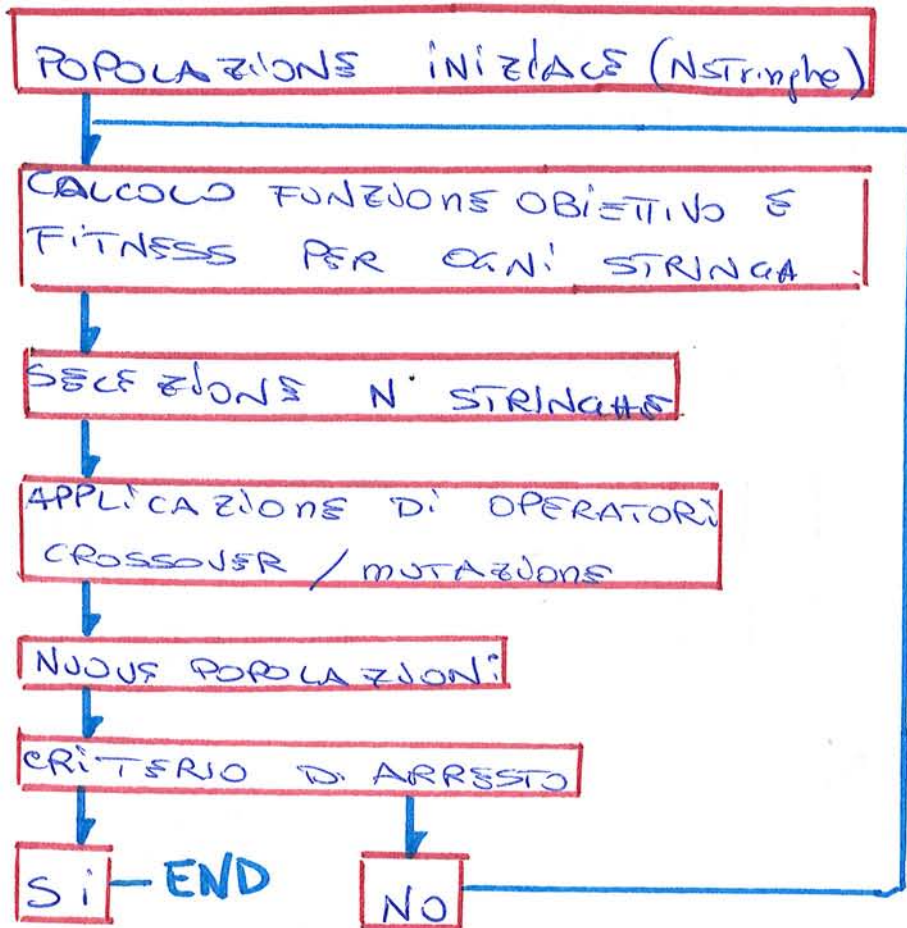 POPOLAZIONE INIZIALE (N stringhe)
CALCOLO FUNZIONE OBIETTIVO E
FITNESS PER OGNI STRINGA
SELEZIONE N STRINGHE
APPLICAZIONE DI OPERATORI
CROSSOVER / MUTAZIONE
NUOVE POPOLAZIONI
CRITERIO DI ARRESTO
Si
END
NO